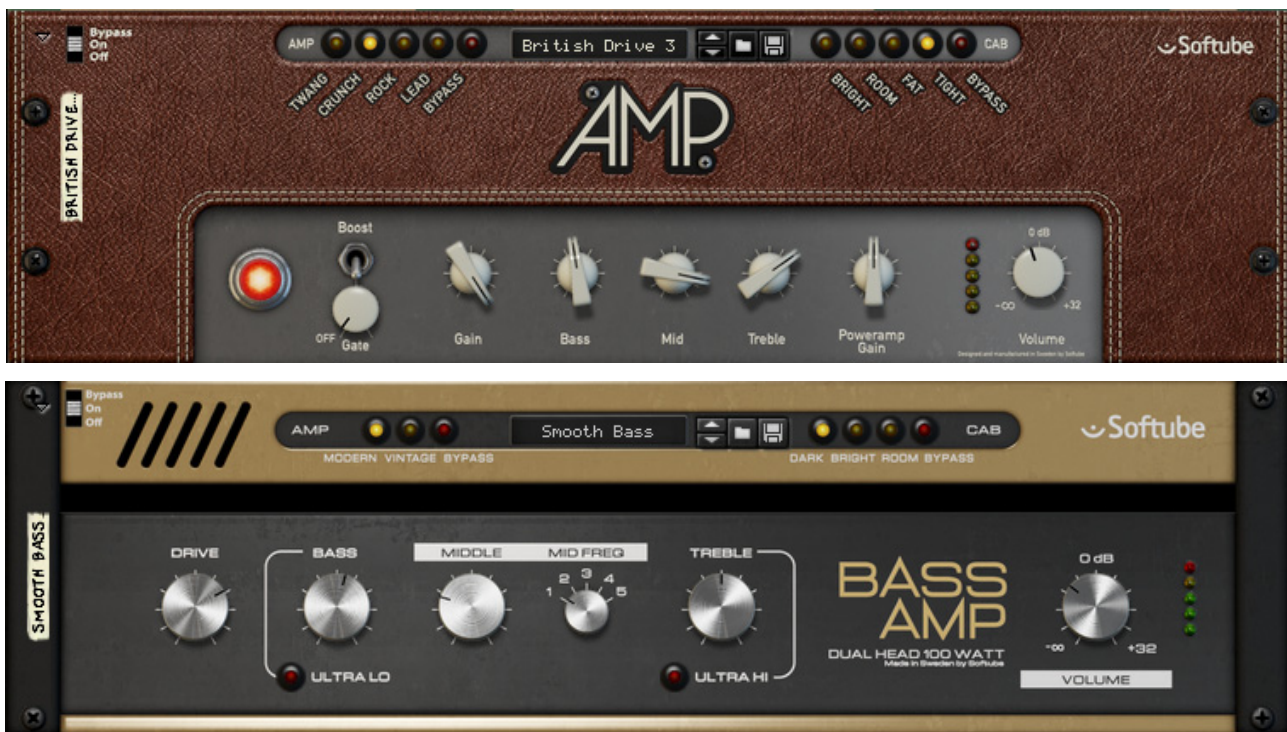 Bypass
On
Off
AMP
British Drive 3
CAB
Softube
TWANG
CRUNCH
ROCK
LEAD
BYPASS
BRIGHT
ROOM
FAT
TIGHT
BYPASS
AMP
BRITISH DRIVE...
Boost
OFF
Gate
Gain
Bass
Mid
Treble
Poweramp
Gain
0 dB
-∞
+32
Volume
Designed and manufactured in Sweden by Softube
Bypass
On
Off
AMP
Smooth Bass
CAB
Softube
MODERN VINTAGE BYPASS
DARK BRIGHT ROOM BYPASS
SMOOTH BASS
DRIVE
BASS
MIDDLE
MID FREQ
1 2 3 4 5
TREBLE
ULTRA LO
ULTRA HI
BASS
AMP
DUAL HEAD 100 WATT
Made in Sweden by Softube
0 dB
-∞
+32
VOLUME